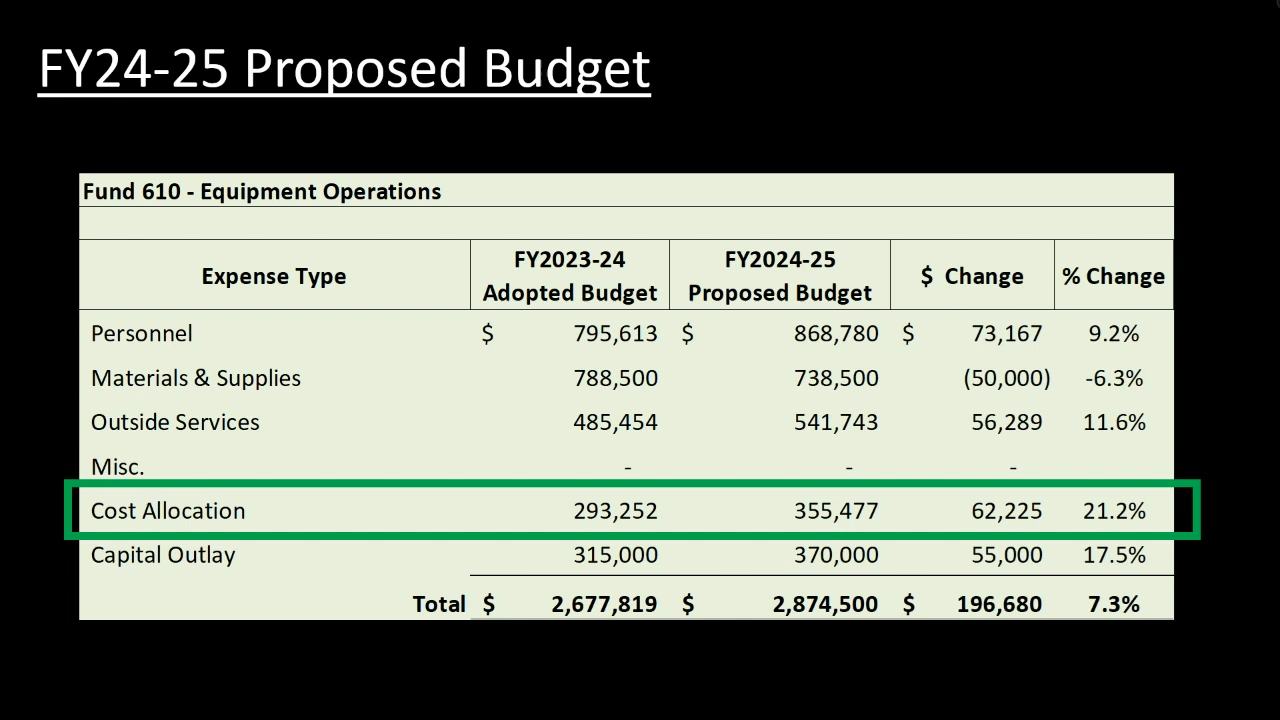 FY24-25 Proposed Budget
Fund 610 - Equipment Operations
Expense Type FY2023-24 Adopted Budget FY2024-25 Proposed Budget $ Change % Change
Personnel $ 795,613 $ 868,780 $ 73,167 9.2%
Materials & Supplies 788,500 738,500 (50,000) -6.3%
Outside Services 485,454 541,743 56,289 11.6%
Misc. - - -
Cost Allocation 293,252 355,477 62,225 21.2%
Capital Outlay 315,000 370,000 55,000 17.5%
Total $ 2,677,819 $ 2,874,500 $ 196,680 7.3%